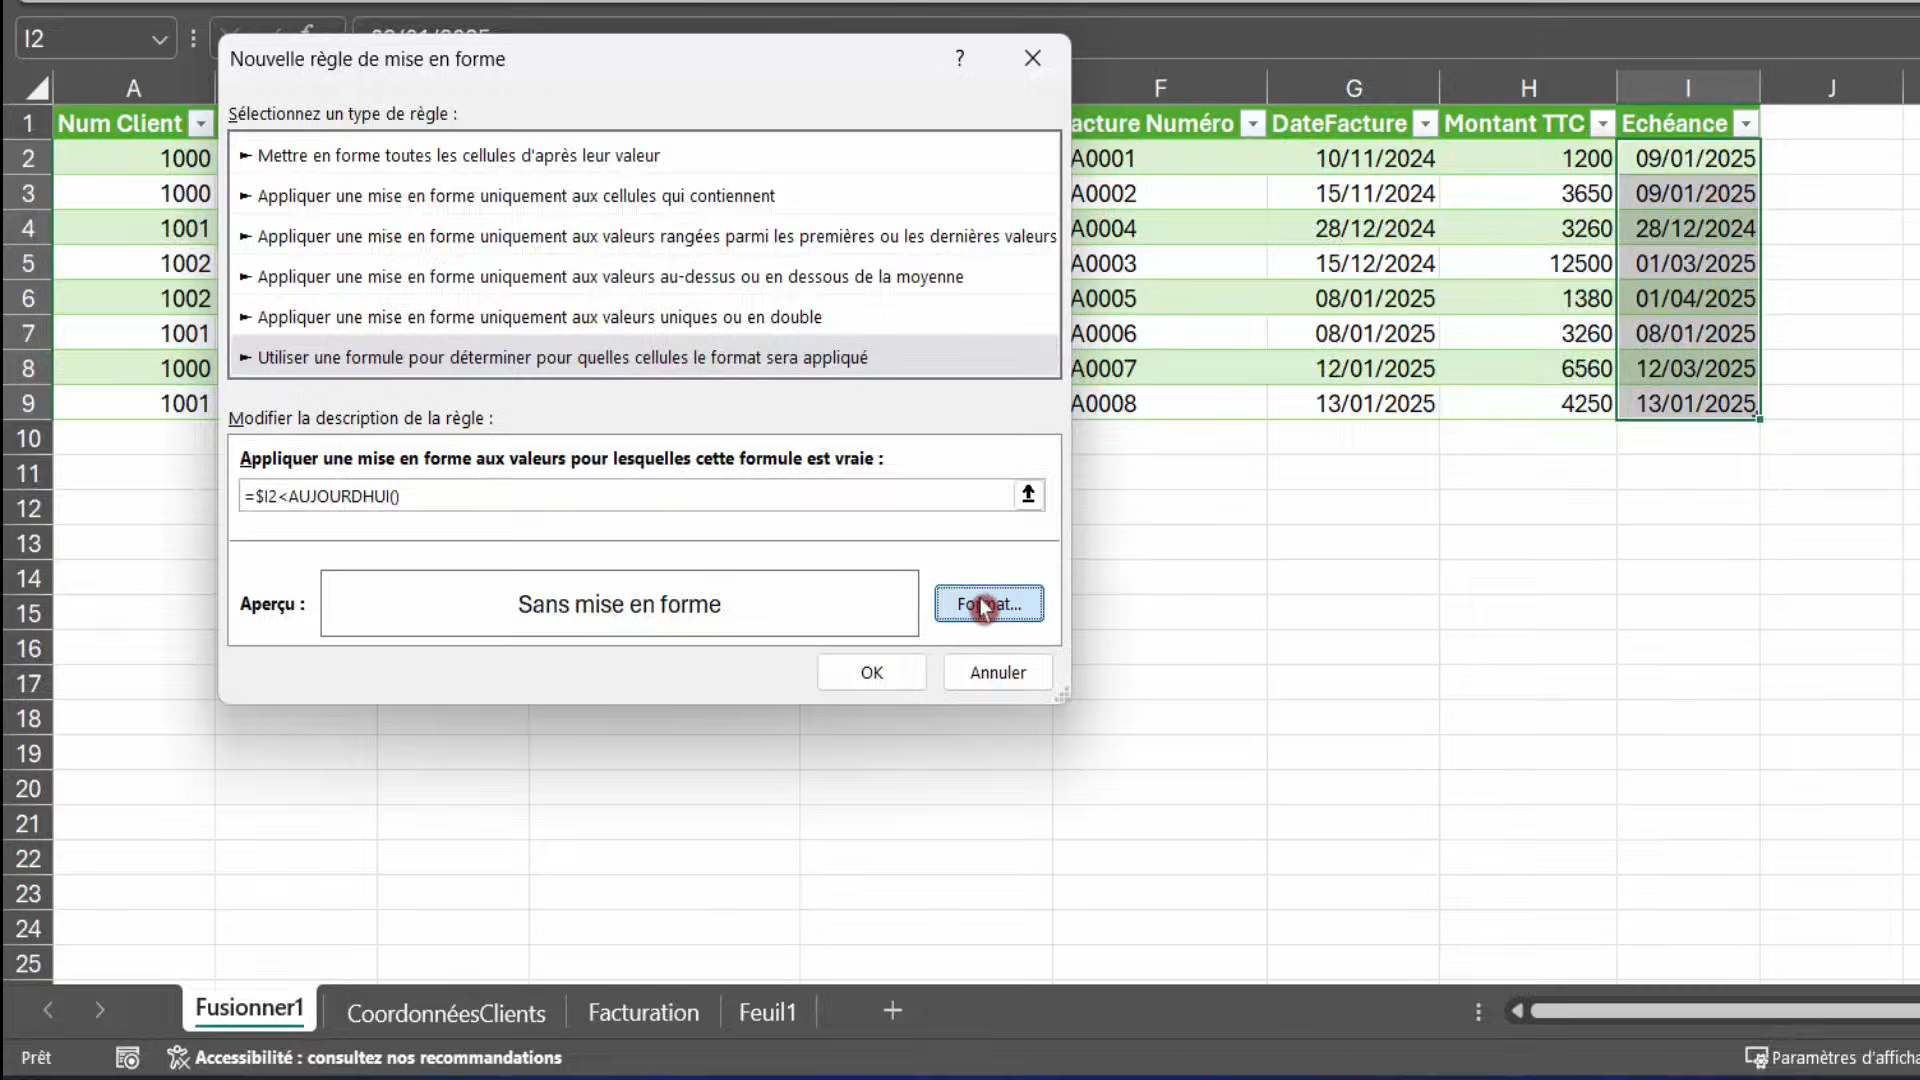 I2
Nouvelle règle de mise en forme
?
Sélectionnez un type de règle :
► Mettre en forme toutes les cellules d'après leur valeur
► Appliquer une mise en forme uniquement aux cellules qui contiennent
► Appliquer une mise en forme uniquement aux valeurs rangées parmi les premières ou les dernières valeurs
► Appliquer une mise en forme uniquement aux valeurs au-dessus ou en dessous de la moyenne
► Appliquer une mise en forme uniquement aux valeurs uniques ou en double
► Utiliser une formule pour déterminer pour quelles cellules le format sera appliqué
Modifier la description de la règle :
Appliquer une mise en forme aux valeurs pour lesquelles cette formule est vraie :
=$I2<AUJOURDHUI()
Aperçu :
Sans mise en forme
Format...
OK
Annuler
A F G H I J
1 Num Client acture Numéro DateFacture Montant TTC Echéance
2 1000 A0001 10/11/2024 1200 09/01/2025
3 1000 A0002 15/11/2024 3650 09/01/2025
4 1001 A0004 28/12/2024 3260 28/12/2024
5 1002 A0003 15/12/2024 12500 01/03/2025
6 1002 A0005 08/01/2025 1380 01/04/2025
7 1001 A0006 08/01/2025 3260 08/01/2025
8 1000 A0007 12/01/2025 6560 12/03/2025
9 1001 A0008 13/01/2025 4250 13/01/2025
10
11
12
13
14
15
16
17
18
19
20
21
22
23
24
25
Fusionner1 CoordonnéesClients Facturation Feuil1
Prêt
Accessibilité : consultez nos recommandations
Paramètres d'afficha